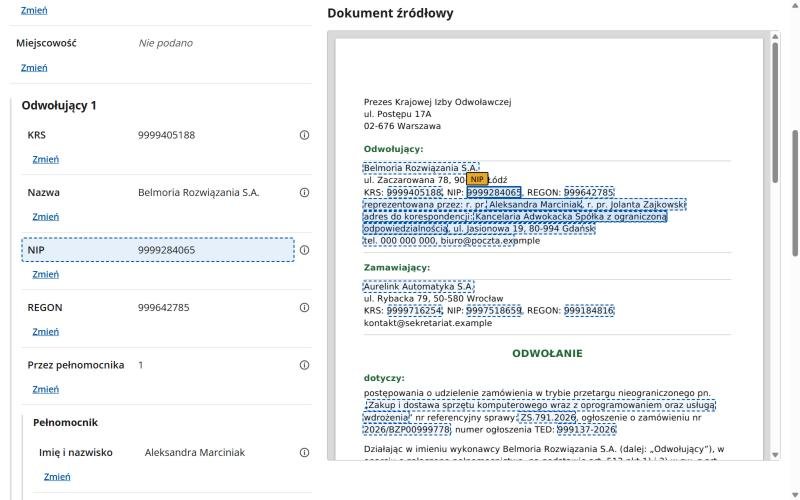 Zmień
Miejscowość Nie podano
Zmień
Odwołujący 1
KRS 9999405188
Zmień
Nazwa Belmoria Rozwiązania S.A.
Zmień
NIP 9999284065
Zmień
REGON 999642785
Zmień
Przez pełnomocnika 1
Zmień
Pełnomocnik
Imię i nazwisko Aleksandra Marciniak
Zmień
Dokument źródłowy
Prezes Krajowej Izby Odwoławczej
ul. Postępu 17A
02-676 Warszawa
Odwołujący:
Belmoria Rozwiązania S.A.
NIP
ul. Zaczarowana 78, 90- Łódź
KRS: 9999405188, NIP: 9999284065, REGON: 999642785
reprezentowana przez: r. pr. Aleksandra Marciniak, r. pr. Jolanta Zajkowski
adres do korespondencji: Kancelaria Adwokacka Spółka z ograniczoną
odpowiedzialnością, ul. Jasionowa 19, 80-994 Gdańsk
tel. 000 000 000, biuro@poczta.example
Zamawiający:
Aurelink Automatyka S.A.
ul. Rybacka 79, 50-580 Wrocław
KRS: 9999716254, NIP: 9997518659, REGON: 999184816
kontakt@sekretariat.example
ODWOŁANIE
dotyczy:
postępowania o udzielenie zamówienia w trybie przetargu nieograniczonego pn.
„Zakup i dostawa sprzętu komputerowego wraz z oprogramowaniem oraz usługą
wdrożenia" nr referencyjny sprawy: ZS.791.2026, ogłoszenie o zamówieniu nr
2026/BZP00999778, numer ogłoszenia TED: 999137-2026
Działając w imieniu wykonawcy Belmoria Rozwiązania S.A. (dalej: „Odwołujący"), w